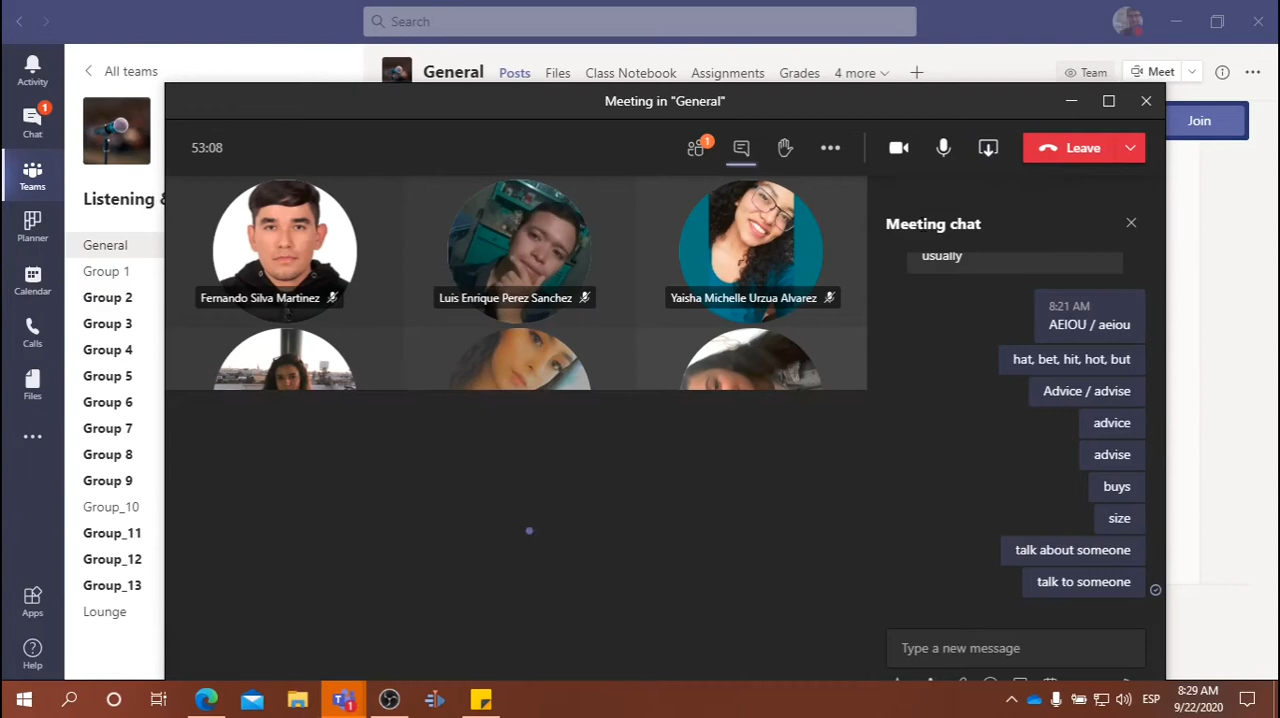 Search
Activity
1
Chat
Teams
Planner
Calendar
Calls
Files
Apps
Help
All teams
Listening &
General
Group 1
Group 2
Group 3
Group 4
Group 5
Group 6
Group 7
Group 8
Group 9
Group_10
Group_11
Group_12
Group_13
Lounge
General Posts Files Class Notebook Assignments Grades 4 more
Team Meet
Join
Meeting in "General"
53:08
1
Leave
Fernando Silva Martinez
Luis Enrique Perez Sanchez
Yaisha Michelle Urzua Alvarez
Meeting chat
usually
8:21 AM
AEIOU / aeiou
hat, bet, hit, hot, but
Advice / advise
advice
advise
buys
size
talk about someone
talk to someone
Type a new message
1
ESP
8:29 AM
9/22/2020